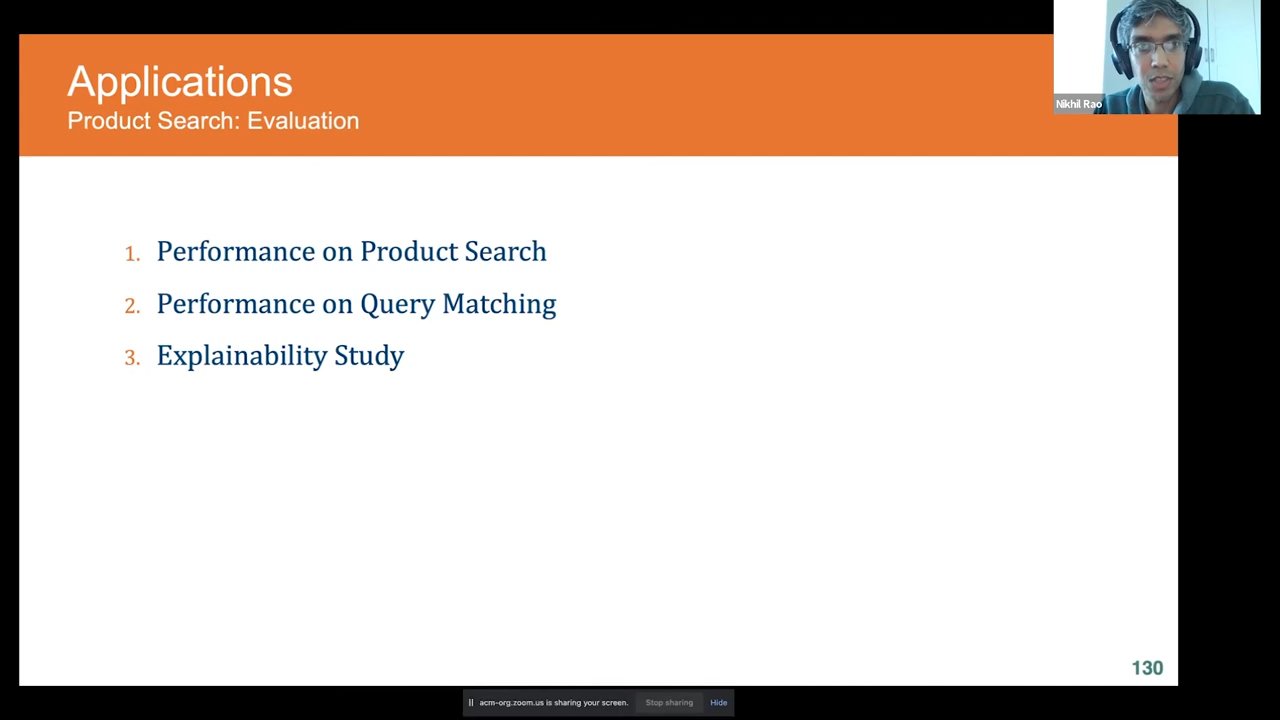 Applications
Product Search: Evaluation
Nikhil Rao
1. Performance on Product Search
2. Performance on Query Matching
3. Explainability Study
130
acm-org.zoom.us is sharing your screen. Stop sharing Hide